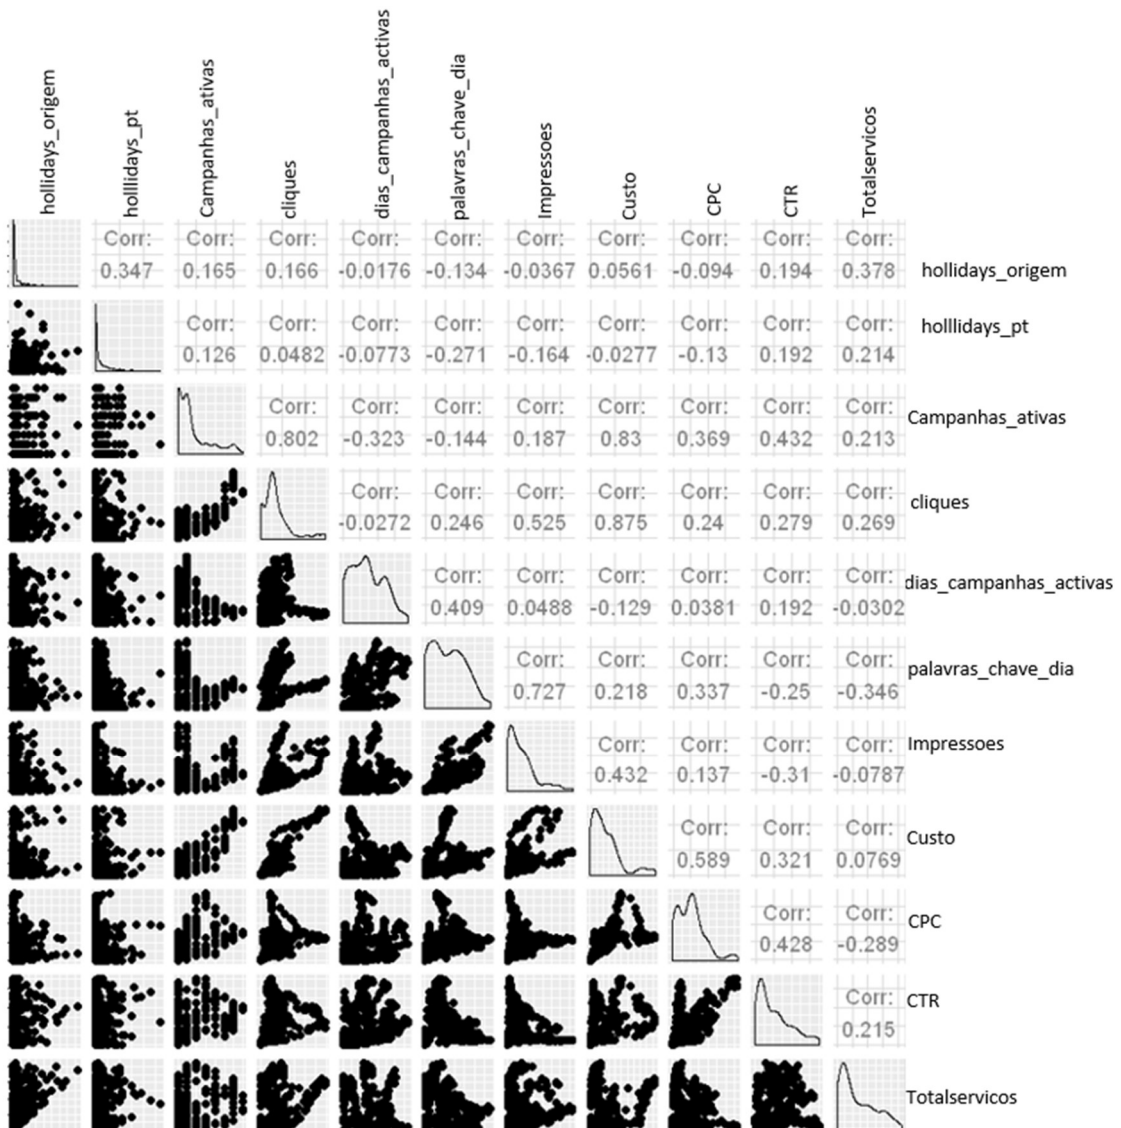 hollidays_origem
holllidays_pt
Campanhas_ativas
cliques
dias_campanhas_activas
palavras_chave_dia
Impressoes
Custo
CPC
CTR
Totalservicos
Corr: Corr: Corr: Corr: Corr: Corr: Corr: Corr: Corr: Corr:
0.347 0.165 0.166 -0.0176 -0.134 -0.0367 0.0561 -0.094 0.194 0.378
hollidays_origem
Corr: Corr: Corr: Corr: Corr: Corr: Corr: Corr: Corr:
holllidays_pt
0.126 0.0482 -0.0773 -0.271 -0.164 -0.0277 -0.13 0.192 0.214
Corr: Corr: Corr: Corr: Corr: Corr: Corr: Corr:
Campanhas_ativas
0.802 -0.323 -0.144 0.187 0.83 0.369 0.432 0.213
Corr: Corr: Corr: Corr: Corr: Corr: Corr:
cliques
-0.0272 0.246 0.525 0.875 0.24 0.279 0.269
Corr: Corr: Corr: Corr: Corr: Corr:
dias_campanhas_activas
0.409 0.0488 -0.129 0.0381 0.192 -0.0302
Corr: Corr: Corr: Corr: Corr:
palavras_chave_dia
0.727 0.218 0.337 -0.25 -0.346
Corr: Corr: Corr: Corr:
Impressoes
0.432 0.137 -0.31 -0.0787
Corr: Corr: Corr:
Custo
0.589 0.321 0.0769
Corr: Corr:
CPC
0.428 -0.289
Corr:
CTR
0.215
Totalservicos